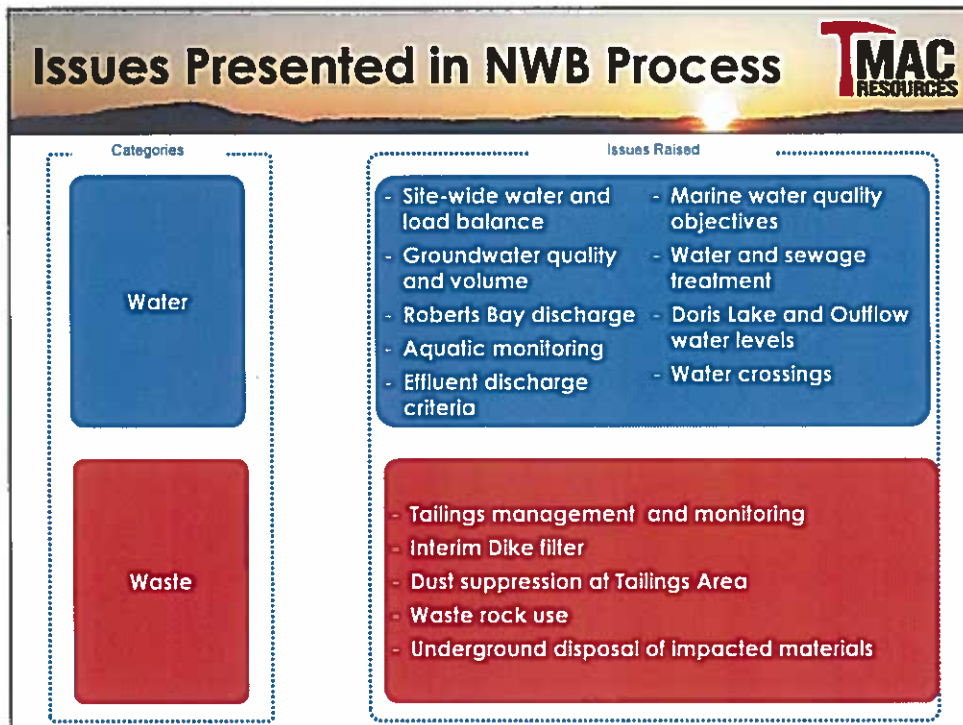 Issues Presented in NWB Process
TMAC
RESOURCES
Categories
Issues Raised
Water
- Site-wide water and
load balance
- Groundwater quality
and volume
- Roberts Bay discharge
- Aquatic monitoring
- Effluent discharge
criteria
- Marine water quality
objectives
- Water and sewage
treatment
- Doris Lake and Outflow
water levels
- Water crossings
Waste
- Tailings management and monitoring
- Interim Dike filter
- Dust suppression at Tailings Area
- Waste rock use
- Underground disposal of impacted materials